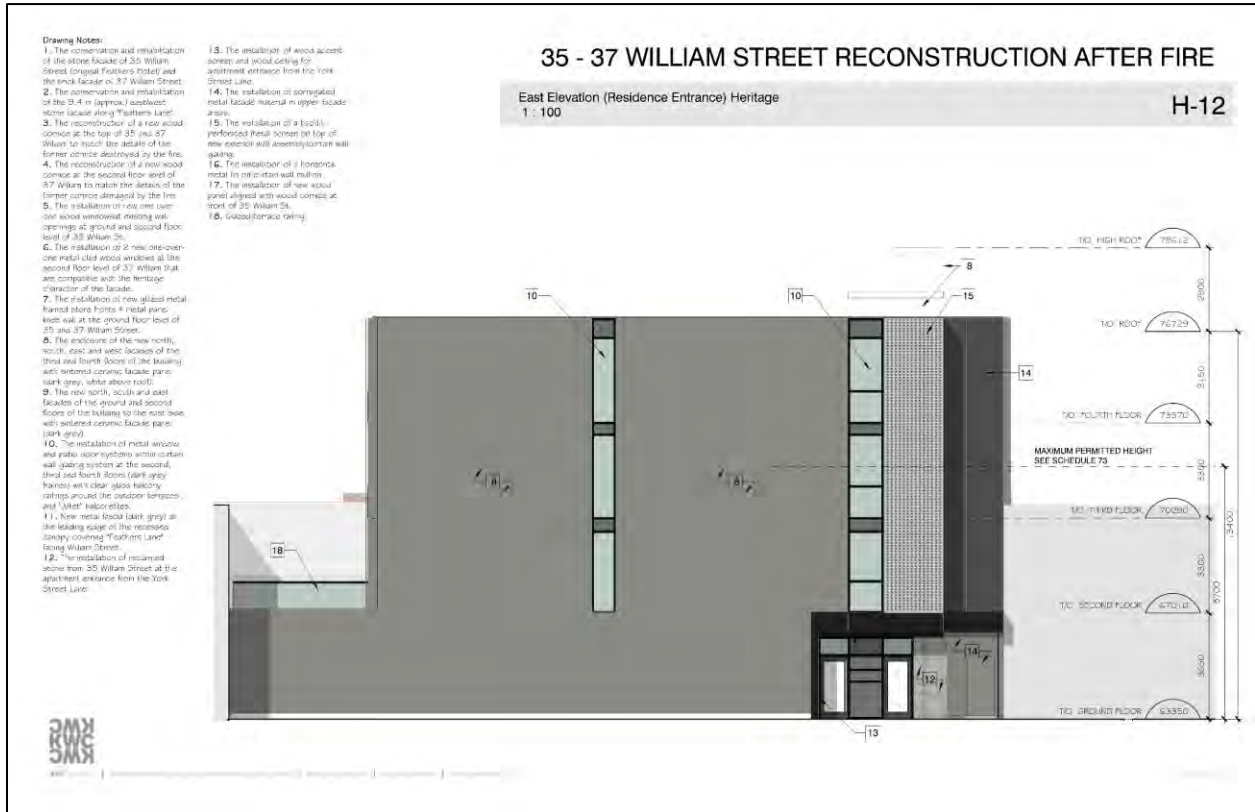 Drawing Notes:
1. The conservation and rehabilitation
of the stone facade of 35 William
Street (original Feathers hotel) and
the brick facade of 37 William Street.
2. The conservation and rehabilitation
of the 9.4 m (approx.) east/west
stone facade along "Feathers Lane".
3. The reconstruction of a new wood
cornice at the top of 35 and 37
William to match the details of the
former cornice destroyed by the fire.
4. The reconstruction of a new wood
cornice at the second floor level of
37 William to match the details of the
former cornice damaged by the fire.
5. The installation of new one over
one wood windows at existing wall
openings at ground and second floor
level of 35 William St.
6. The installation of 2 new one-over-
one metal clad wood windows at the
second floor level of 37 William that
are compatible with the heritage
character of the facade.
7. The installation of new glazed metal
framed store fronts & metal panel
knee wall at the ground floor level of
35 and 37 William Street.
8. The enclosure of the new north,
south, east and west facades of the
third and fourth floors of the building
with sintered ceramic facade panel
(dark grey, white above roof).
9. The new north, south and east
facades of the ground and second
floors of the building to the east side
with sintered ceramic facade panel
(dark grey)
10. The installation of metal window
and patio door systems within curtain
wall glazing system at the second,
third and fourth floors (dark grey
frames) with clear glass balcony
railings around the outdoor terraces
and "Juliet" balconettes.
11. New metal fascia (dark grey) at
the leading edge of the recessed
canopy covering "Feathers Lane"
facing William Street.
12. The installation of reclaimed
stone from 35 William Street at the
apartment entrance from the York
Street Lane.
13. The installation of wood accent
screen and wood ceiling for
apartment entrance from the York
Street Lane.
14. The installation of corrugated
metal facade material in upper facade
areas.
15. The installation of a
perforated metal screen on top of
new exterior wall assembly/curtain wall
glazing.
16. The installation of a horizontal
metal fin on curtain wall mullion.
17. The installation of new wood
panel aligned with wood cornice at
front of 35 William St.
18. Glazed terrace railing.
35 - 37 WILLIAM STREET RECONSTRUCTION AFTER FIRE
East Elevation (Residence Entrance) Heritage
1 : 100
H-12
T/O HIGH ROOF 79612
8
10
10
15
2900
T/O ROOF 76729
14
3150
T/O FOURTH FLOOR 73570
MAXIMUM PERMITTED HEIGHT
SEE SCHEDULE 73
8
8
3300
T/O THIRD FLOOR 70290
13400
18
T/O SECOND FLOOR 67010
14
12
T/O GROUND FLOOR 63350
13